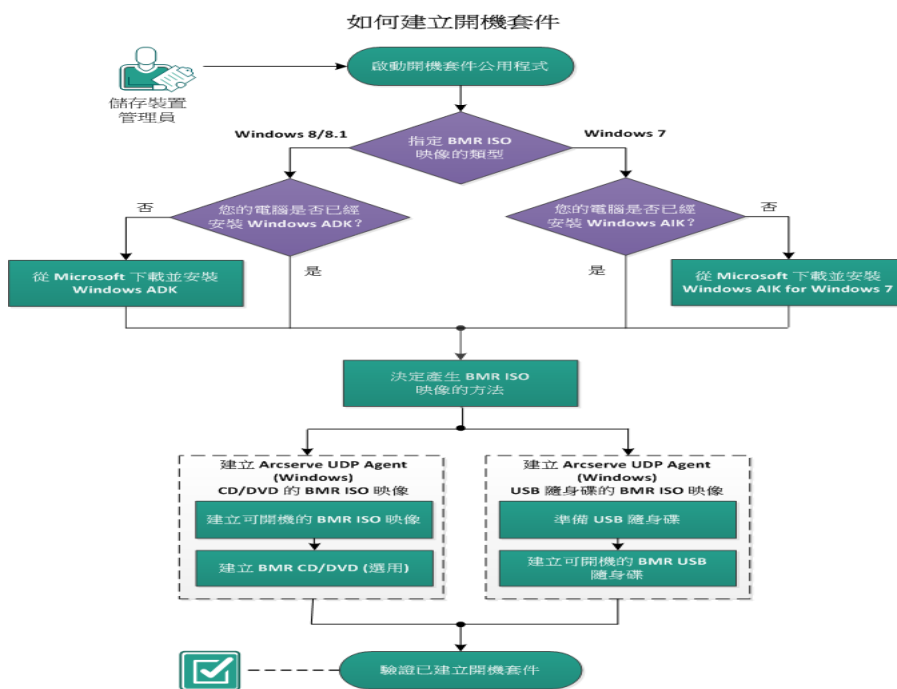 如何建立開機套件
啟動開機套件公用程式
儲存裝置
管理員
Windows 8/8.1
Windows 7
指定 BMR ISO
映像的類型
否
您的電腦是否已經
安裝 Windows ADK?
您的電腦是否已經
安裝 Windows AIK?
否
從 Microsoft 下載並安裝
Windows ADK
是
是
從 Microsoft 下載並安裝
Windows AIK for Windows 7
決定產生 BMR ISO
映像的方法
建立 Arcserve UDP Agent
(Windows)
CD/DVD 的 BMR ISO 映像
建立可開機的 BMR ISO 映像
建立 BMR CD/DVD (選用)
建立 Arcserve UDP Agent
(Windows)
USB 隨身碟的 BMR ISO 映像
準備 USB 隨身碟
建立可開機的 BMR USB
隨身碟
驗證已建立開機套件